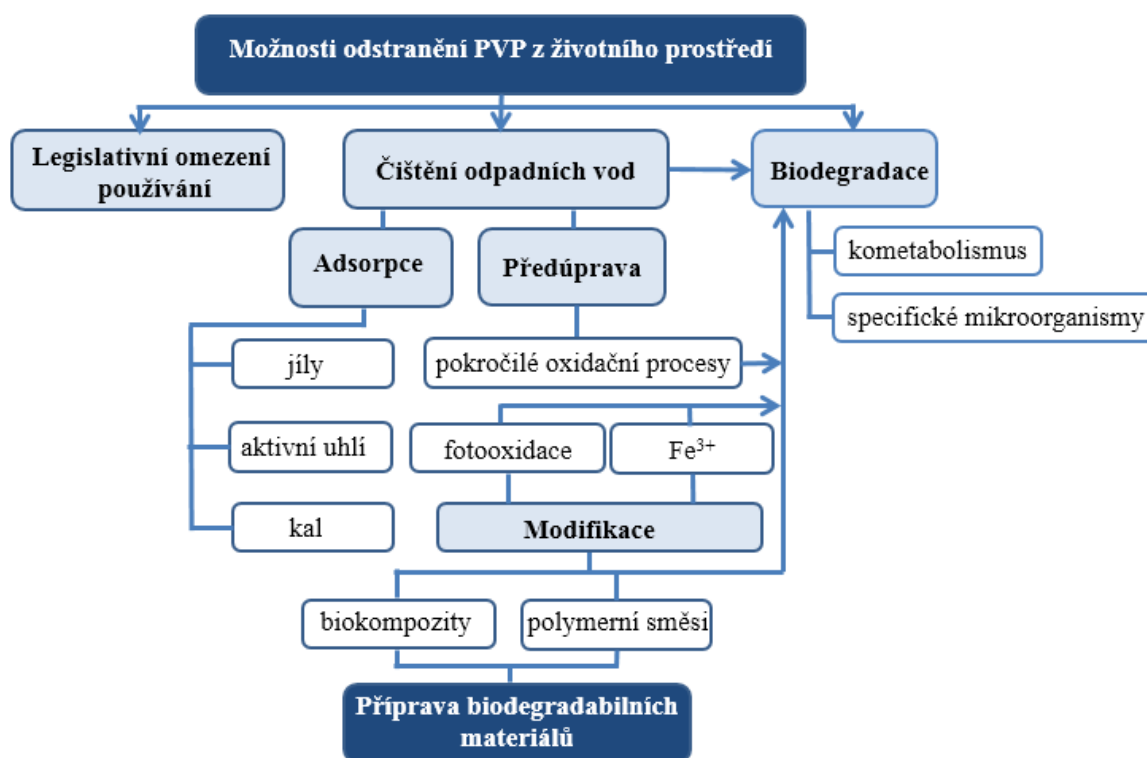 Možnosti odstranění PVP z životního prostředí
Legislativní omezení
používání
Čištění odpadních vod
Biodegradace
Adsorpce
Předúprava
kometabolismus
specifické mikroorganismy
jíly
pokročilé oxidační procesy
aktivní uhlí
fotooxidace
Fe³⁺
kal
Modifikace
biokompozity
polymerní směsi
Příprava biodegradabilních
materiálů